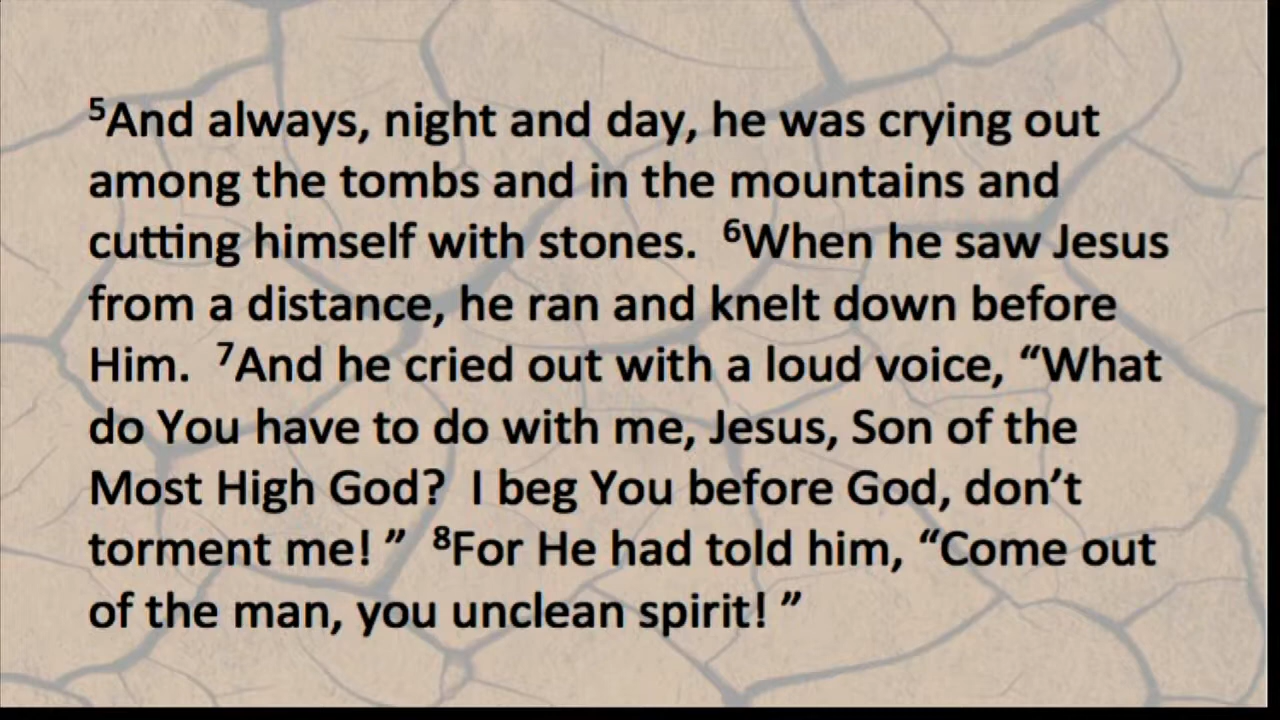 ⁵And always, night and day, he was crying out
among the tombs and in the mountains and
cutting himself with stones.  ⁶When he saw Jesus
from a distance, he ran and knelt down before
Him.  ⁷And he cried out with a loud voice, “What
do You have to do with me, Jesus, Son of the
Most High God?  I beg You before God, don’t
torment me! ”  ⁸For He had told him, “Come out
of the man, you unclean spirit! ”